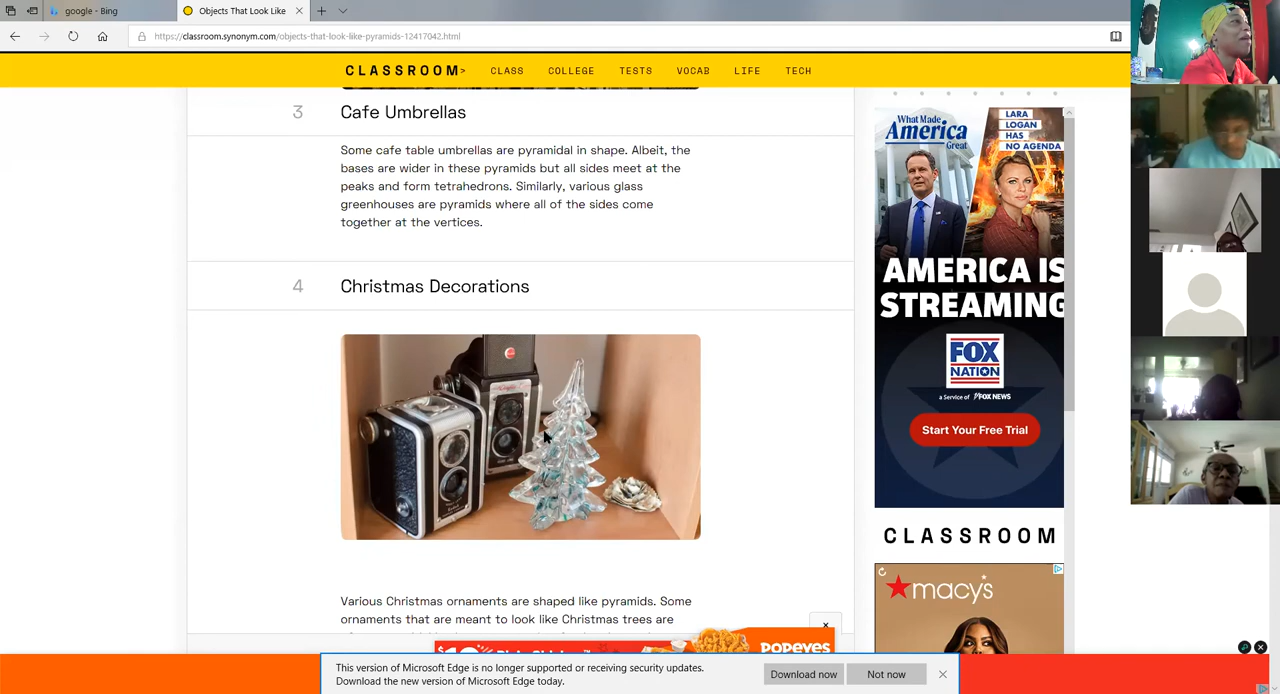 google - Bing
Objects That Look Like
https://classroom.synonym.com/objects-that-look-like-pyramids-12417042.html
CLASSROOM>
CLASS
COLLEGE
TESTS
VOCAB
LIFE
TECH
3
Cafe Umbrellas
Some cafe table umbrellas are pyramidal in shape. Albeit, the
bases are wider in these pyramids but all sides meet at the
peaks and form tetrahedrons. Similarly, various glass
greenhouses are pyramids where all of the sides come
together at the vertices.
4
Christmas Decorations
Various Christmas ornaments are shaped like pyramids. Some
ornaments that are meant to look like Christmas trees are
What Made
America
Great
LARA
LOGAN
HAS
NO AGENDA
AMERICA IS
STREAMING
FOX
NATION
a Service of FOX NEWS
Start Your Free Trial
CLASSROOM
macy's
POPEYES
This version of Microsoft Edge is no longer supported or receiving security updates.
Download the new version of Microsoft Edge today.
Download now
Not now